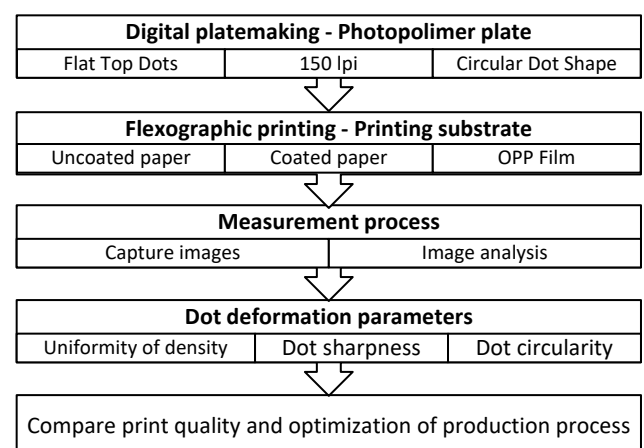 Digital platemaking - Photopolimer plate
Flat Top Dots 150 lpi Circular Dot Shape
Flexographic printing - Printing substrate
Uncoated paper Coated paper OPP Film
Measurement process
Capture images Image analysis
Dot deformation parameters
Uniformity of density Dot sharpness Dot circularity
Compare print quality and optimization of production process